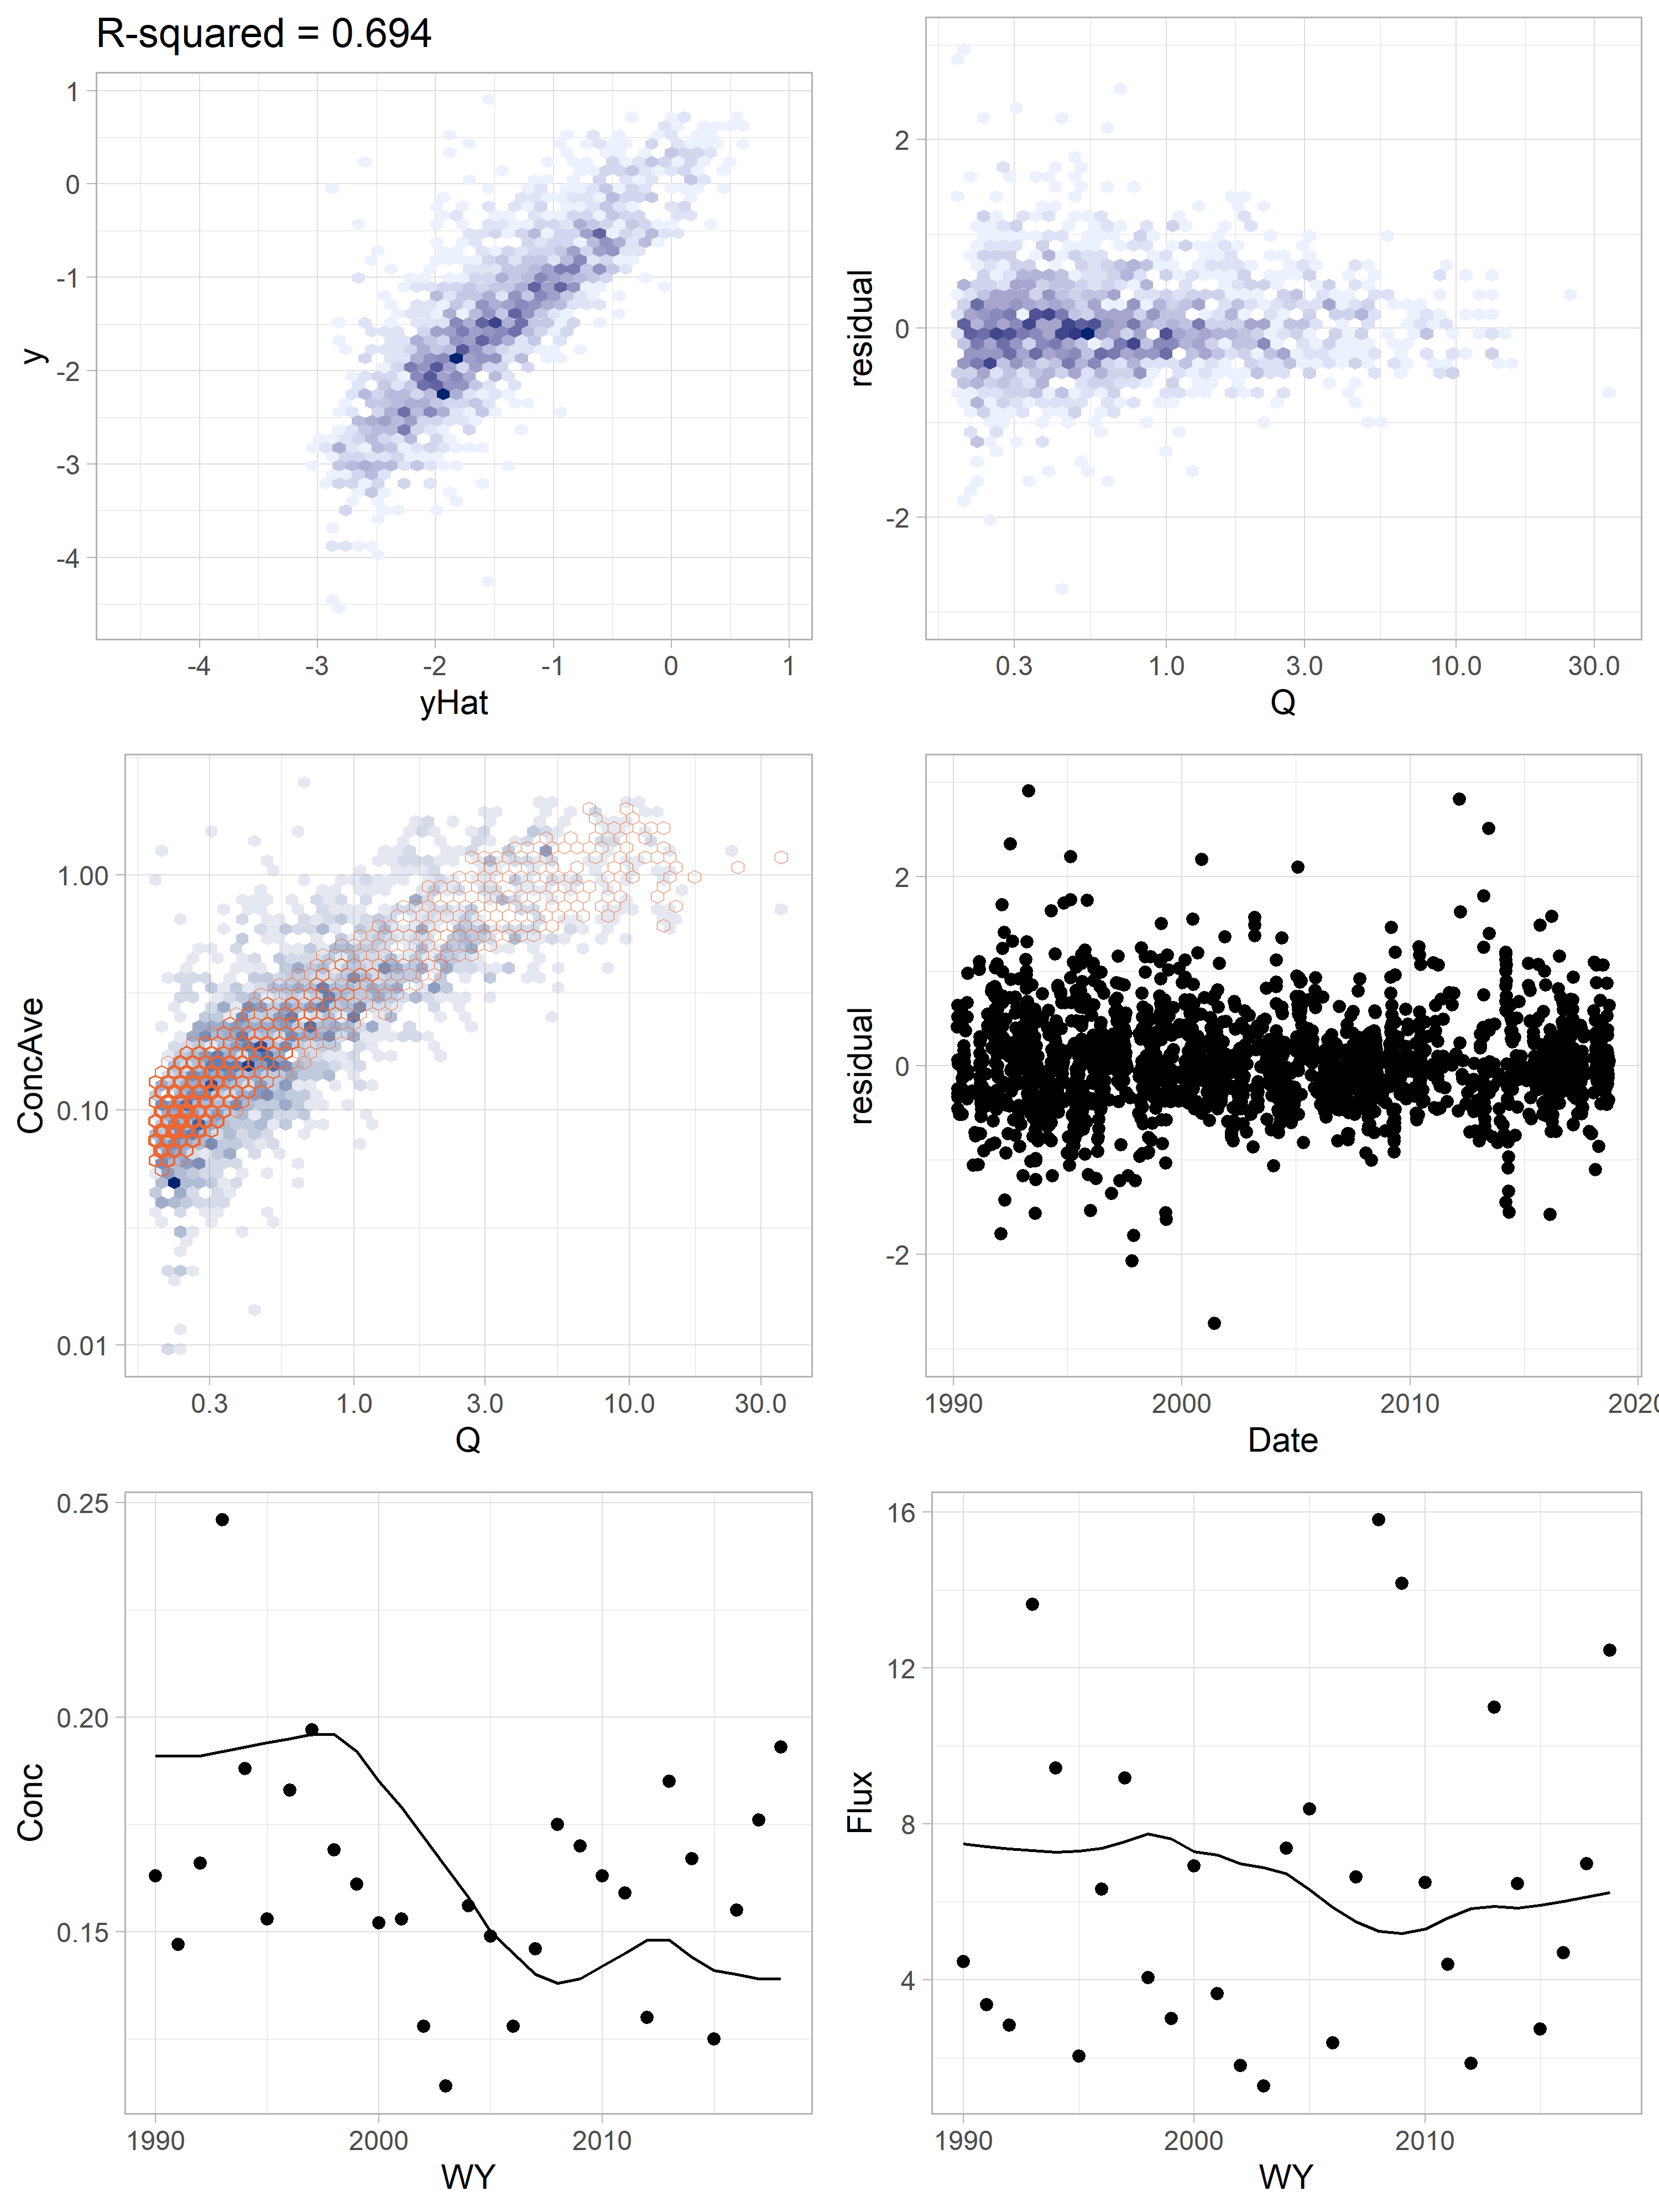 R-squared = 0.694
1
0
-1
-2
-3
-4
y
-4 -3 -2 -1 0 1
yHat
2
0
-2
residual
0.3 1.0 3.0 10.0 30.0
Q
1.00
0.10
0.01
ConcAve
0.3 1.0 3.0 10.0 30.0
Q
2
0
-2
residual
1990 2000 2010 202
Date
0.25
0.20
0.15
Conc
1990 2000 2010
WY
16
12
8
4
Flux
1990 2000 2010
WY